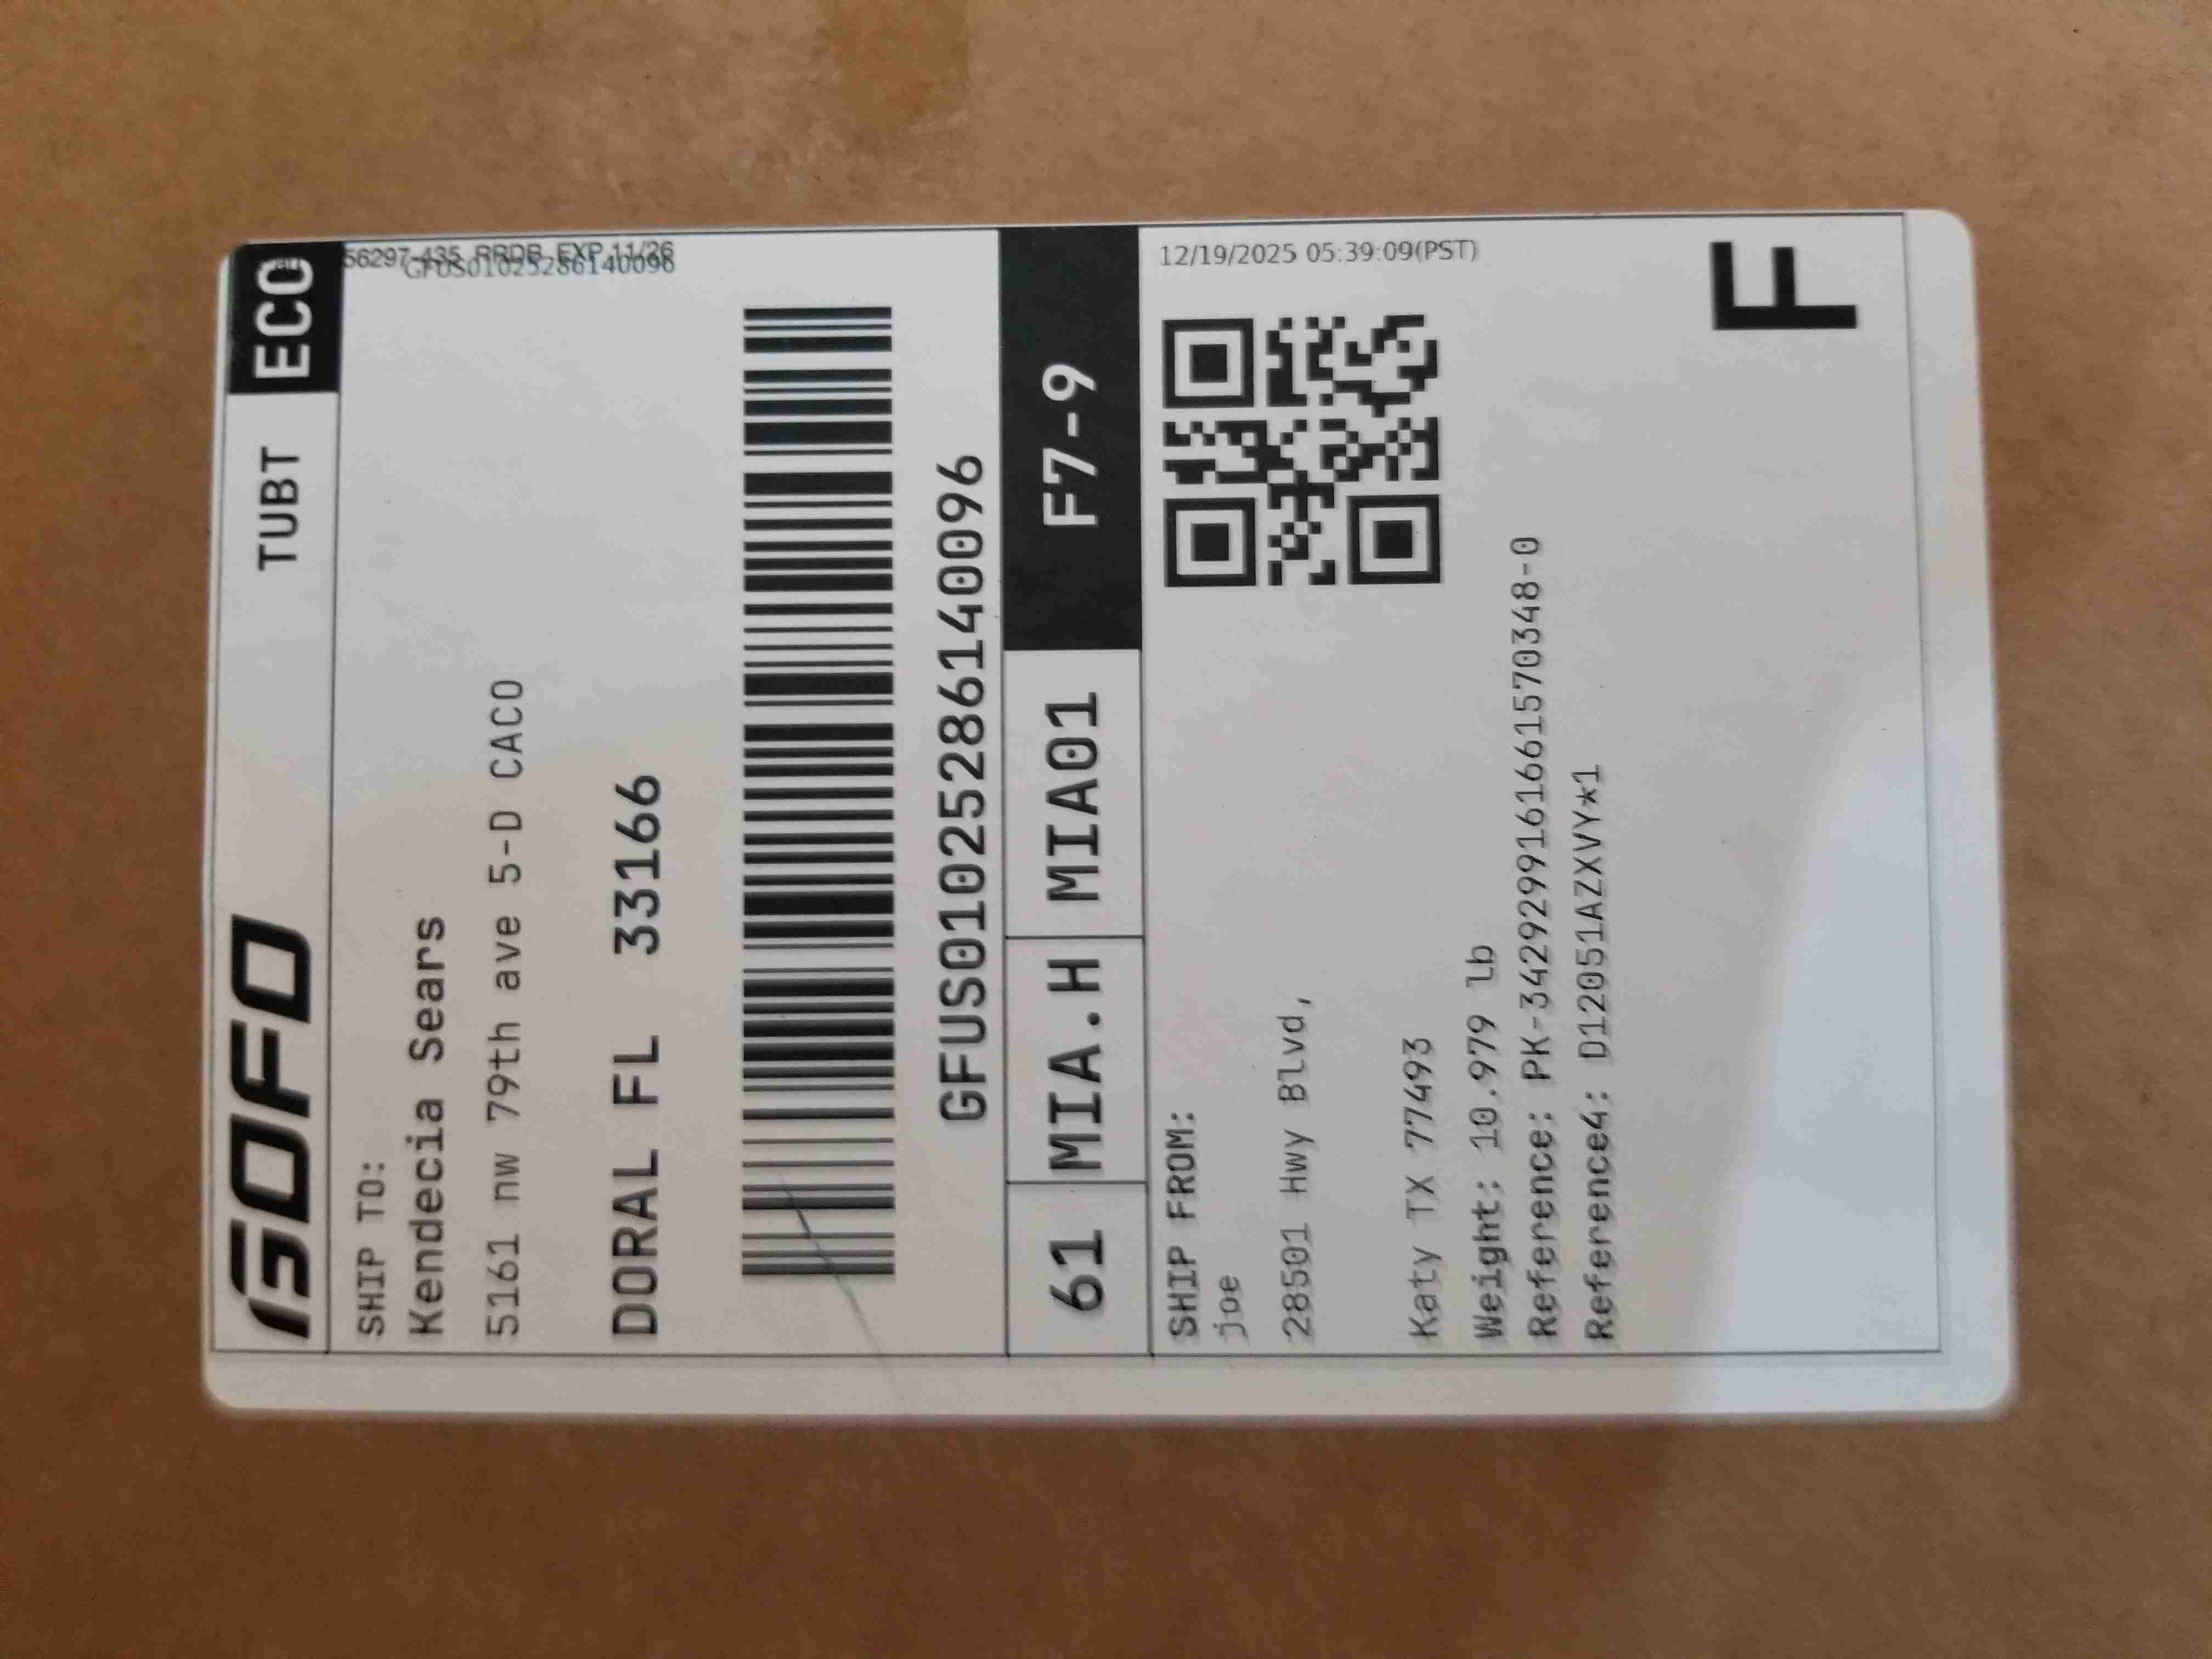 GOFO TUBT ECO
56297-435 RRDB EXP 11/26
GFUS01025286140096
SHIP TO:
Kendecia Sears
5161 nw 79th ave 5-D CACO
DORAL FL 33166
GFUS01025286140096
61 MIA.H MIA01 F7-9
12/19/2025 05:39:09(PST)
SHIP FROM:
joe
28501 Hwy Blvd,
Katy TX 77493
Weight: 10.979 lb
Reference: PK-34292991616166157034​8-0
Reference4: D12051AZXVY*1
F